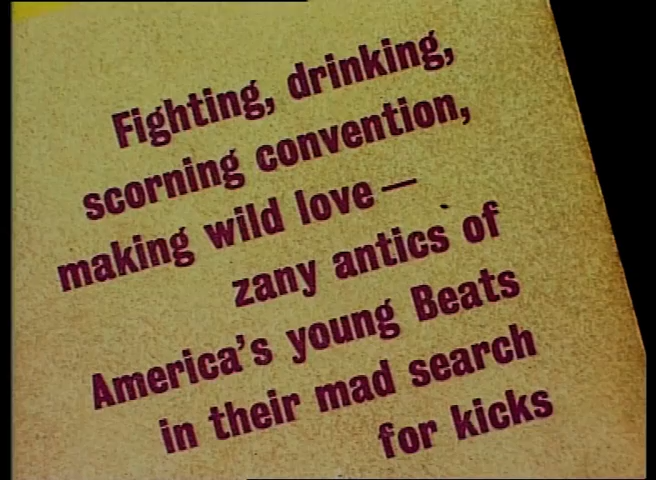 Fighting, drinking,
scorning convention,
making wild love—
zany antics of
America's young Beats
in their mad search
for kicks